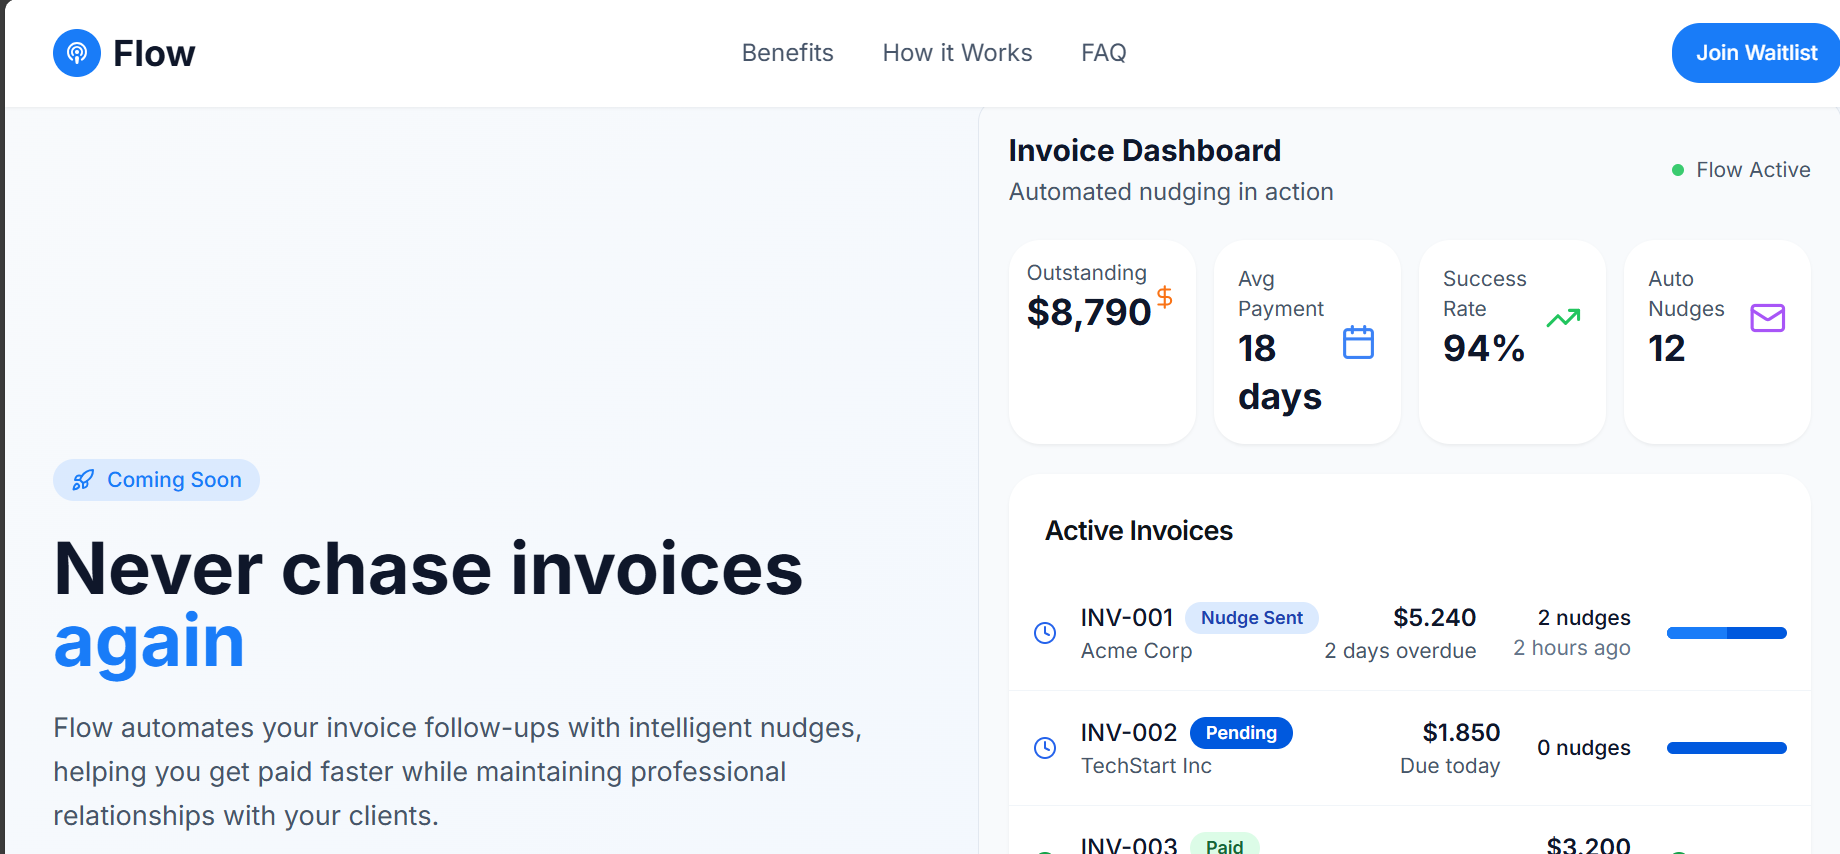 Flow
Benefits
How it Works
FAQ
Join Waitlist
Coming Soon
Never chase invoices
again
Flow automates your invoice follow-ups with intelligent nudges,
helping you get paid faster while maintaining professional
relationships with your clients.
Invoice Dashboard
Automated nudging in action
Flow Active
Outstanding
$8,790
Avg
Payment
18
days
Success
Rate
94%
Auto
Nudges
12
Active Invoices
INV-001 Nudge Sent $5.240 2 nudges
Acme Corp 2 days overdue 2 hours ago
INV-002 Pending $1.850 0 nudges
TechStart Inc Due today
INV-003 Paid $3.200